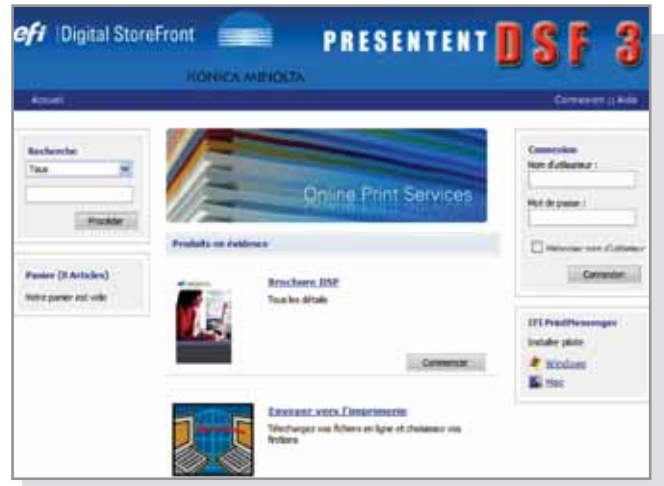 efi Digital StoreFront
KONICA MINOLTA
PRESENTENT DSF 3
Accueil
Connexion :: Aide
Recherche
Tous
Procéder
Panier (0 Articles)
Votre panier est vide
Online Print Services
Produits en évidence
Brochure DSF
Tous les détails
Commencer
Envoyez vers l'imprimerie
Téléchargez vos fichiers en ligne et choisissez vos
finitions
Connexion
Nom d'utilisateur :
Mot de passe :
Mémoriser nom d'utilisateur
Connexion
EFI PrintMessenger
Installer pilote
Windows
Mac